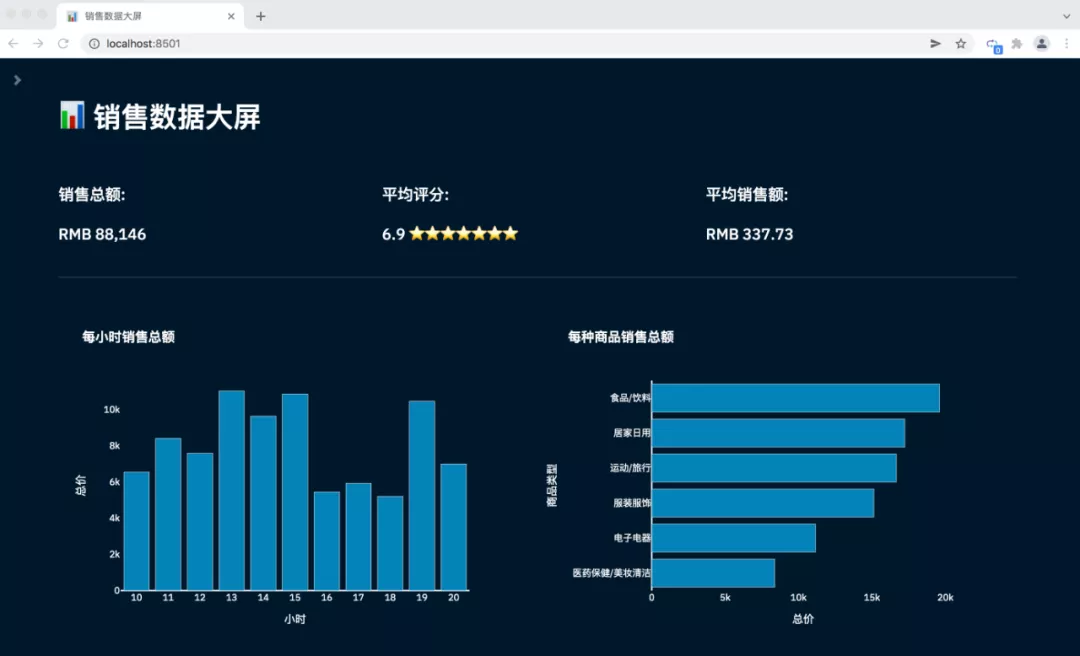 销售数据大屏
localhost:8501
0
📊 销售数据大屏
销售总额:
平均评分:
平均销售额:
RMB 88,146
6.9 ⭐⭐⭐⭐⭐⭐⭐
RMB 337.73
每小时销售总额
总价
10k
8k
6k
4k
2k
0
10 11 12 13 14 15 16 17 18 19 20
小时
每种商品销售总额
商品类型
食品/饮料
居家日用
运动/旅行
服装服饰
电子电器
医药保健/美妆清洁
0 5k 10k 15k 20k
总价